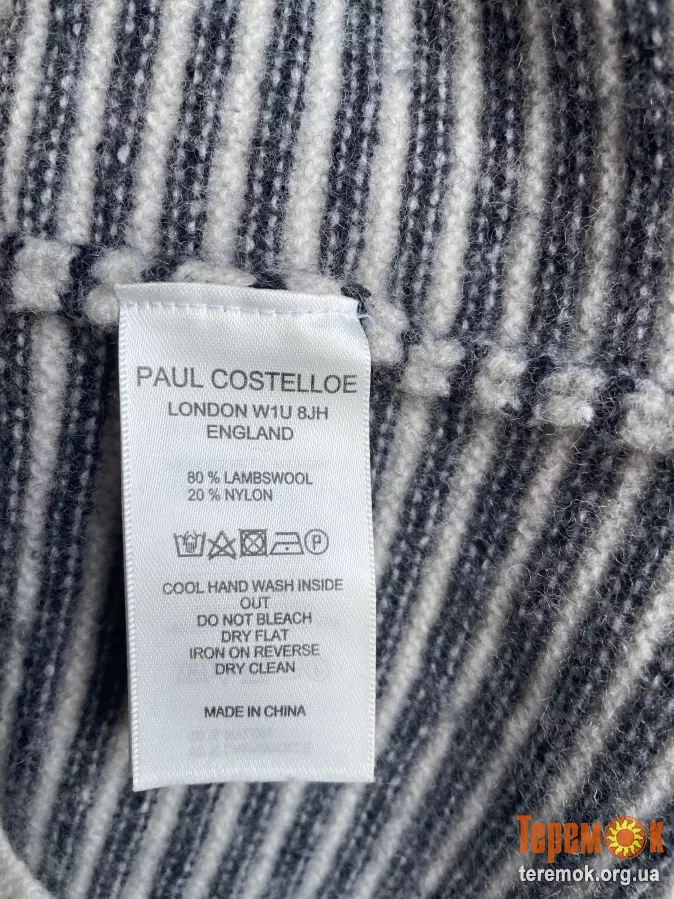 PAUL COSTELLOE
LONDON W1U 8JH
ENGLAND
80 % LAMBSWOOL
20 % NYLON
P
COOL HAND WASH INSIDE
OUT
DO NOT BLEACH
DRY FLAT
IRON ON REVERSE
DRY CLEAN
MADE IN CHINA
Теремок
teremok.org.ua